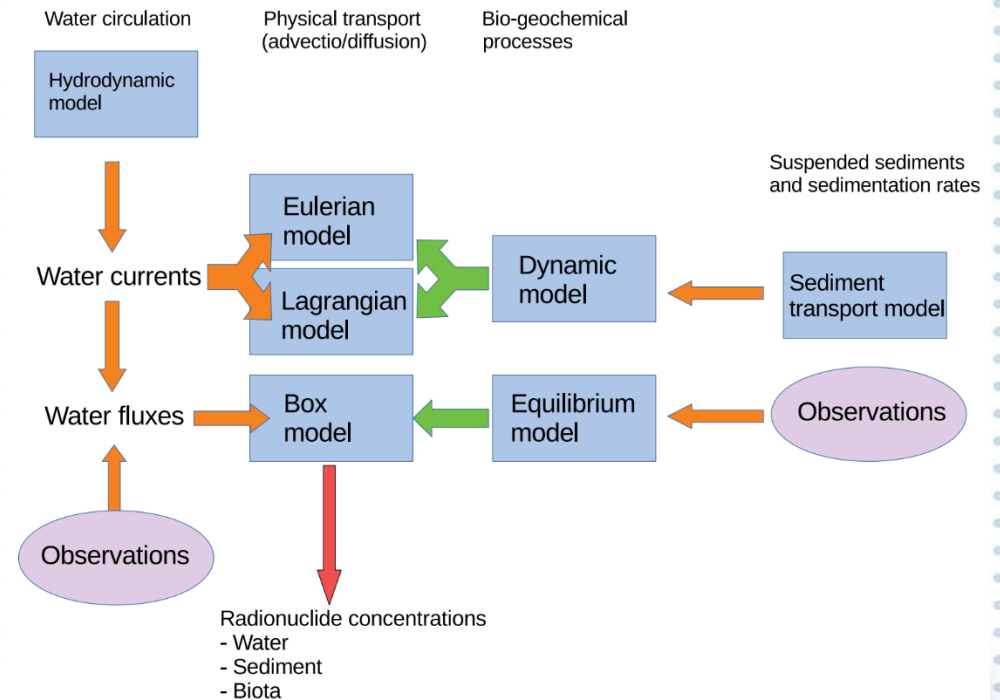 Water circulation
Physical transport
(advectio/diffusion)
Bio-geochemical
processes
Hydrodynamic
model
Suspended sediments
and sedimentation rates
Eulerian
model
Water currents
Lagrangian
model
Dynamic
model
Sediment
transport model
Water fluxes
Box
model
Equilibrium
model
Observations
Observations
Radionuclide concentrations
- Water
- Sediment
- Biota